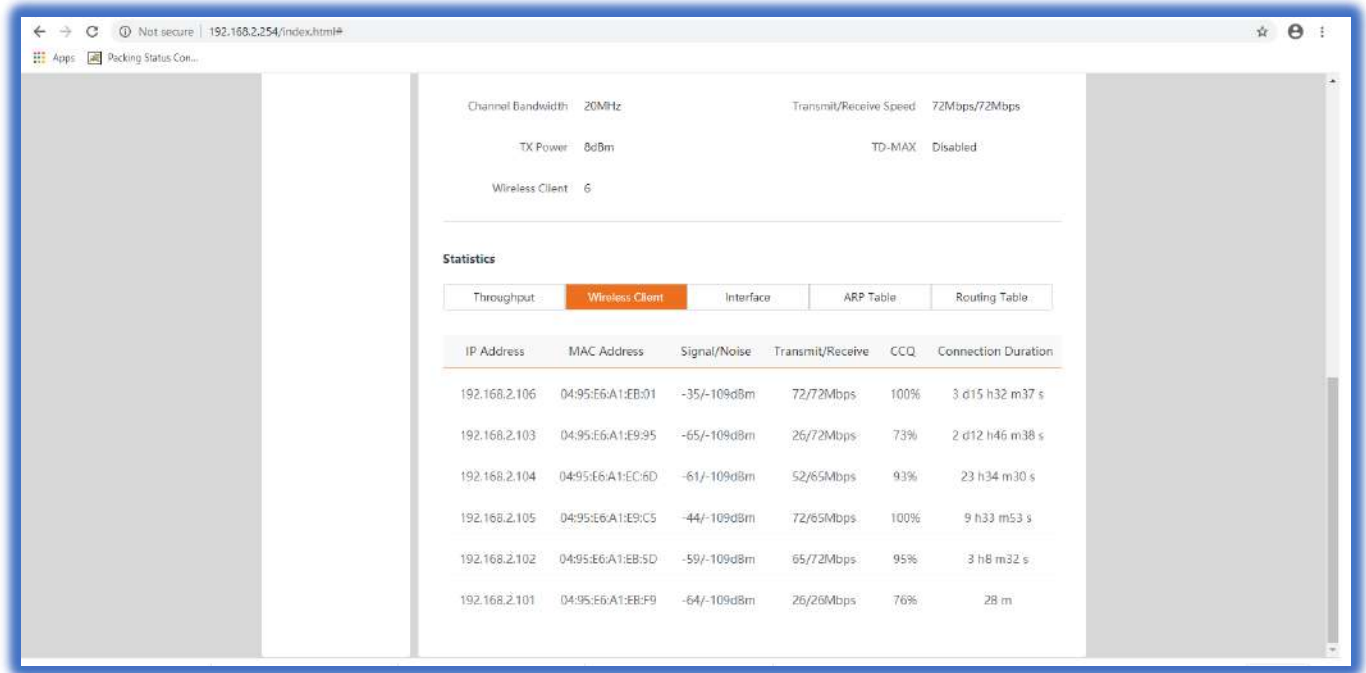 Not secure | 192.168.2.254/index.html#
Apps Packing Status Con...
Channel Bandwidth 20MHz Transmit/Receive Speed 72Mbps/72Mbps
TX Power 8dBm TD-MAX Disabled
Wireless Client 6
Statistics
Throughput Wireless Client Interface ARP Table Routing Table
IP Address MAC Address Signal/Noise Transmit/Receive CCQ Connection Duration
192.168.2.106 04:95:E6:A1:EB:01 -35/-109dBm 72/72Mbps 100% 3 d15 h32 m37 s
192.168.2.103 04:95:E6:A1:E9:95 -65/-109dBm 26/72Mbps 73% 2 d12 h46 m38 s
192.168.2.104 04:95:E6:A1:EC:6D -61/-109dBm 52/65Mbps 93% 23 h34 m30 s
192.168.2.105 04:95:E6:A1:E9:C5 -44/-109dBm 72/65Mbps 100% 9 h33 m53 s
192.168.2.102 04:95:E6:A1:EB:5D -59/-109dBm 65/72Mbps 95% 3 h8 m32 s
192.168.2.101 04:95:E6:A1:EB:F9 -64/-109dBm 26/26Mbps 76% 28 m